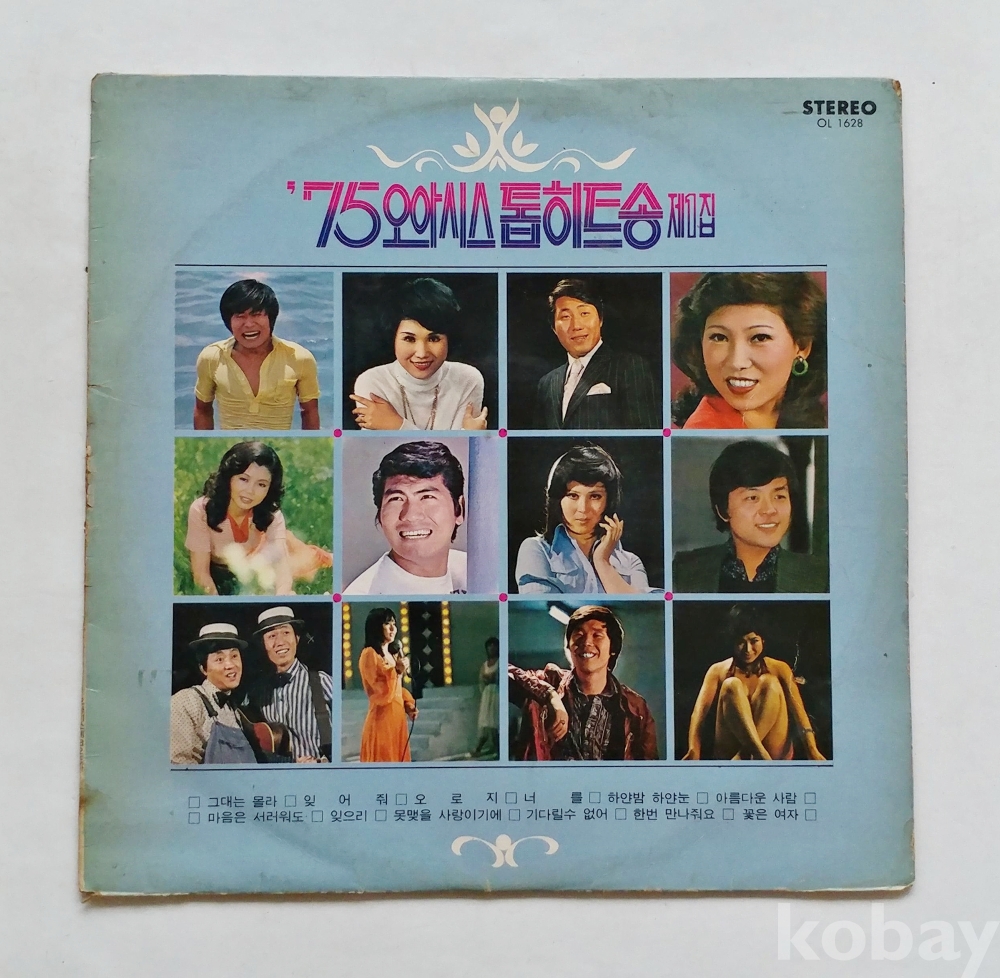 STEREO
OL 1628
'75 오아시스 톱히트송 제1집
□ 그대는 몰라 □ 잊어줘 □ 오로지 □ 너를 □ 하얀밤 하얀눈 □ 아름다운 사람 □
□ 마음은 서러워도 □ 잊으리 □ 못맺을 사랑이기에 □ 기다릴수 없어 □ 한번 만나줘요 □ 꽃은 여자 □
kobay